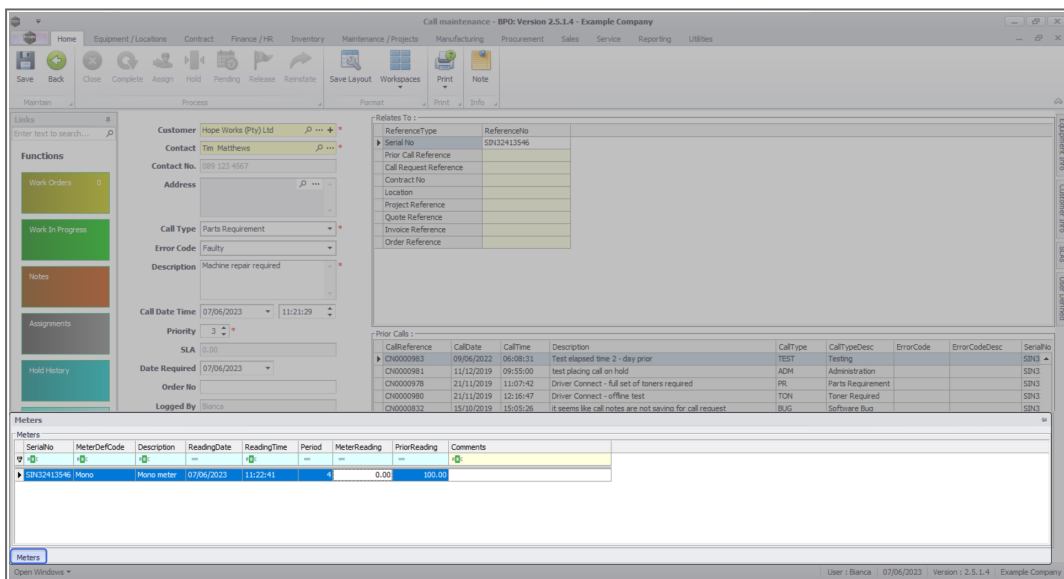 Call maintenance - BPO: Version 2.5.1.4 - Example Company
Home Equipment / Locations Contract Finance / HR Inventory Maintenance / Projects Manufacturing Procurement Sales Service Reporting Utilities
Save Back Close Complete Assign Hold Pending Release Reinstate Save Layout Workspaces Print Note
Maintain Process Format Print Info
Links
Enter text to search...
Functions
Work Orders 0
Work In Progress
Notes
Assignments
Hold History
Customer Hope Works (Pty) Ltd *
Contact Tim Matthews *
Contact No. 089 123 4567
Address
Call Type Parts Requirement *
Error Code Faulty
Description Machine repair required *
Call Date Time 07/06/2023 11:21:29
Priority 3 *
SLA 0.00
Date Required 07/06/2023
Order No
Logged By Bianca
Relates To :
ReferenceType ReferenceNo
Serial No SIN32413546
Prior Call Reference
Call Request Reference
Contract No
Location
Project Reference
Quote Reference
Invoice Reference
Order Reference
Equipment Info
Customer Info
SLAs
User Defined
Prior Calls :
CallReference CallDate CallTime Description CallType CallTypeDesc ErrorCode ErrorCodeDesc SerialNo
CN0000983 09/06/2022 06:08:31 Test elapsed time 2 - day prior TEST Testing SIN3
CN0000981 11/12/2019 09:55:00 test placing call on hold ADM Administration SIN3
CN0000978 21/11/2019 11:07:42 Driver Connect - full set of toners required PR Parts Requirement SIN3
CN0000980 21/11/2019 12:16:47 Driver Connect - offline test TON Toner Required SIN3
CN0000832 15/10/2019 15:05:26 it seems like call notes are not saving for call request BUG Software Bug SIN3
Meters
Meters
SerialNo MeterDefCode Description ReadingDate ReadingTime Period MeterReading PriorReading Comments
SIN32413546 Mono Mono meter 07/06/2023 11:22:41 4 0.00 100.00
Meters
Open Windows User : Bianca 07/06/2023 Version : 2.5.1.4 Example Company